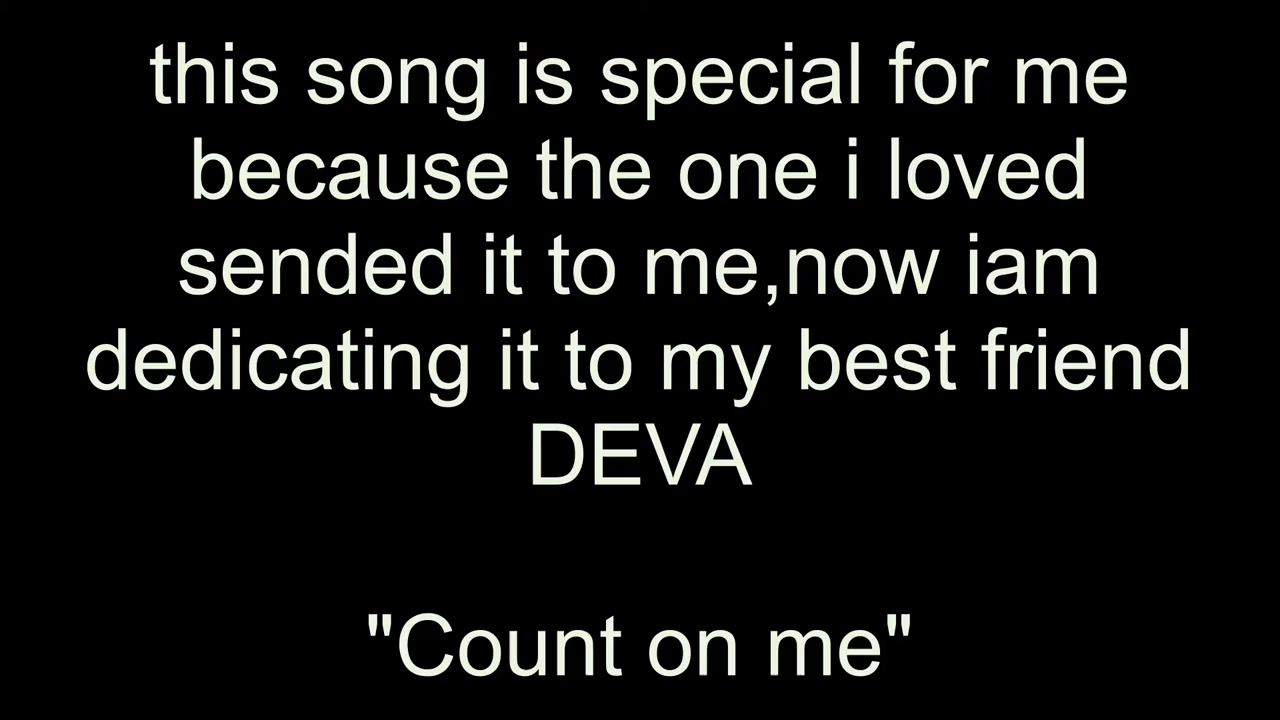 this song is special for me
because the one i loved
sended it to me,now iam
dedicating it to my best friend
DEVA
"Count on me"